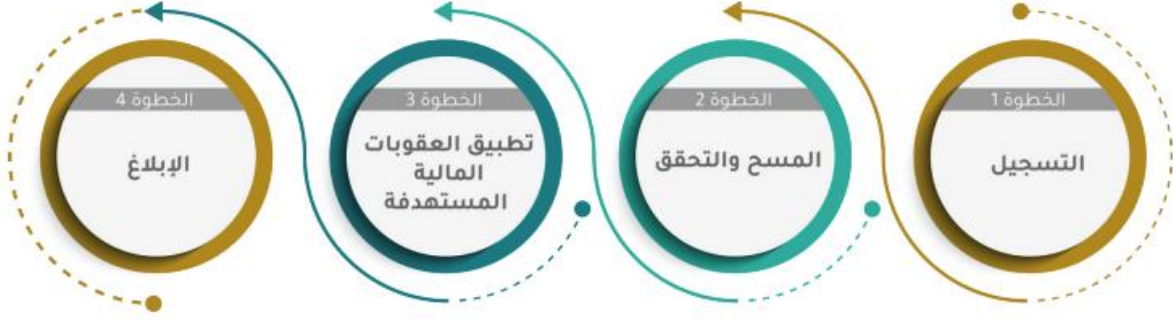 الخطوة 1
التسجيل
الخطوة 2
المسح والتحقق
الخطوة 3
تطبيق العقوبات
المالية
المستهدفة
الخطوة 4
الإبلاغ